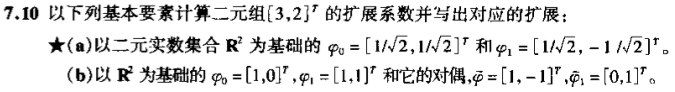 7.10 以下列基本要素计算二元组[3,2]ᵀ的扩展系数并写出对应的扩展：
★(a)以二元实数集合 R² 为基础的 φ₀ = [1/√2,1/√2]ᵀ 和 φ₁ = [1/√2, -1/√2]ᵀ。
(b)以 R² 为基础的 φ₀ = [1,0]ᵀ,φ₁ = [1,1]ᵀ 和它的对偶,φ̃ = [1, -1]ᵀ,φ̃₁ = [0,1]ᵀ。